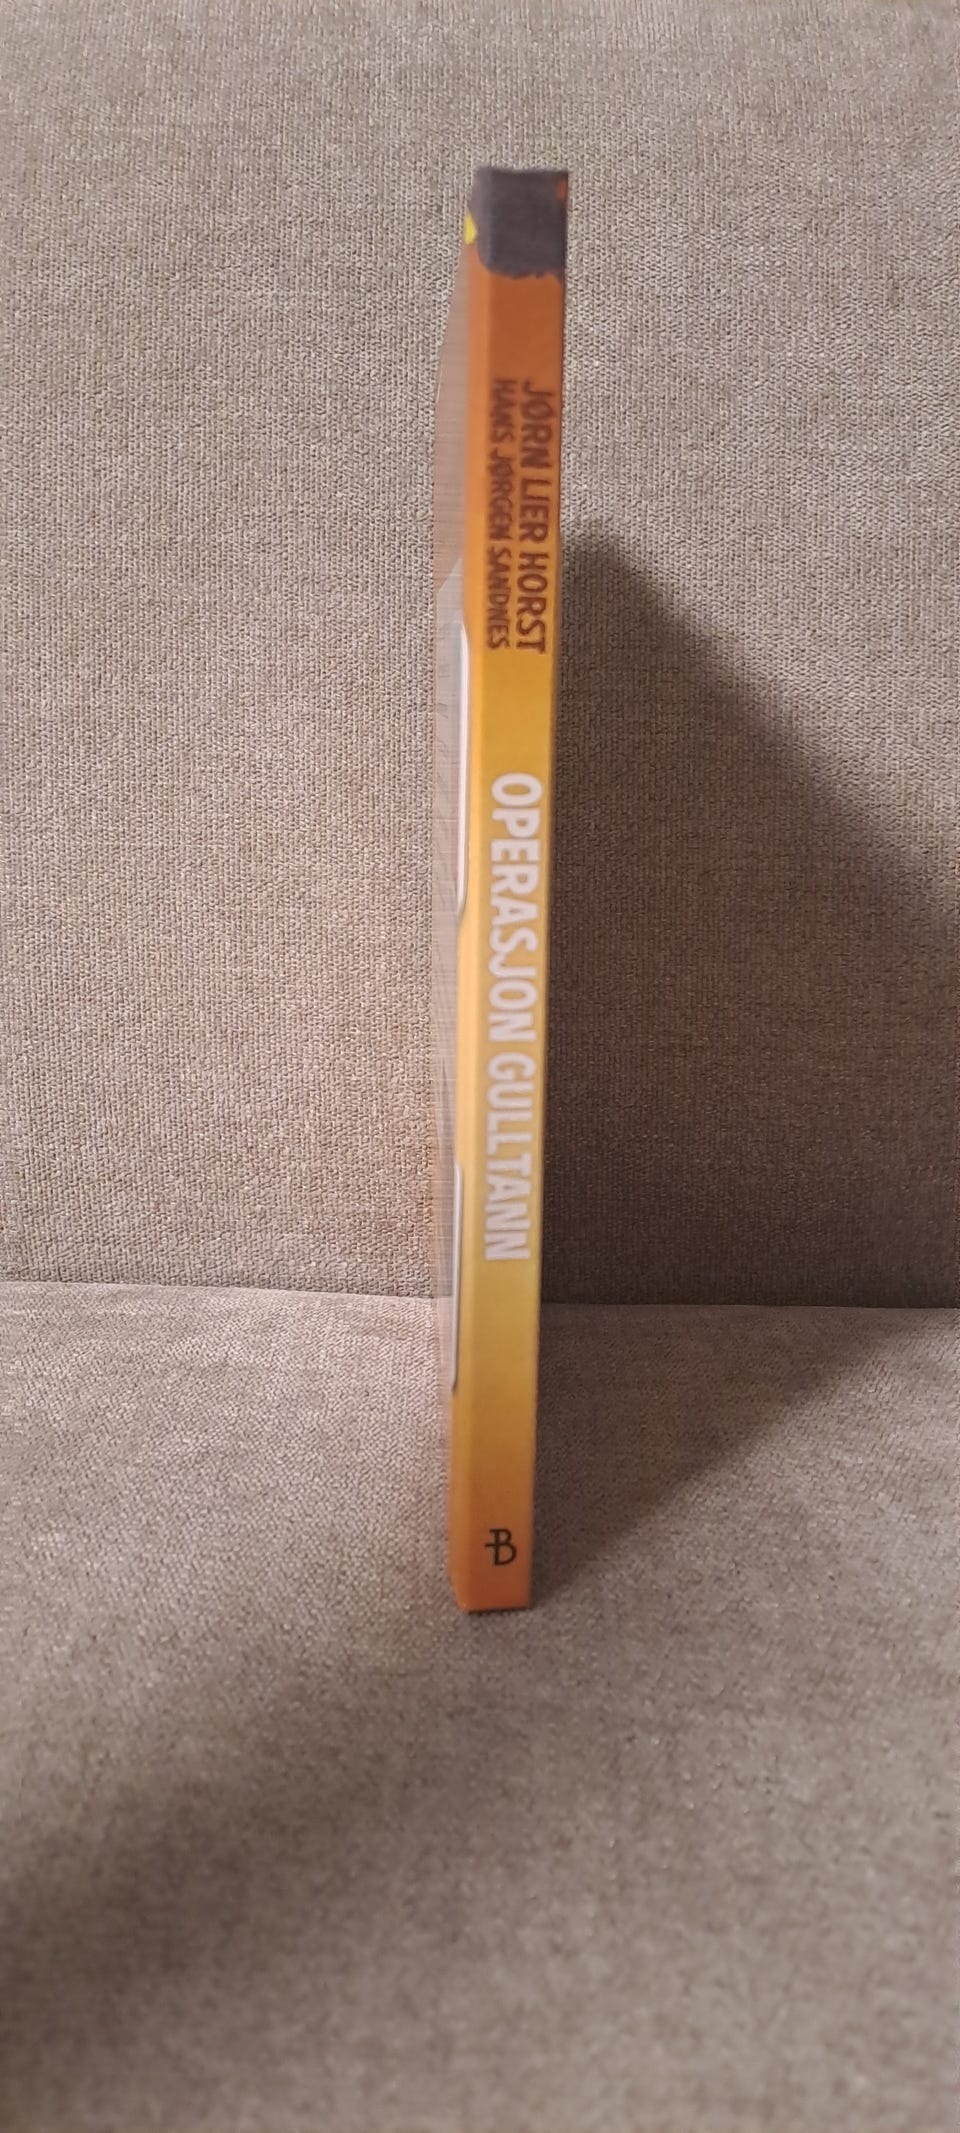 JØRN LIER HORST
HANS JØRGEN SANDNES
OPERASJON GULLTANN
B